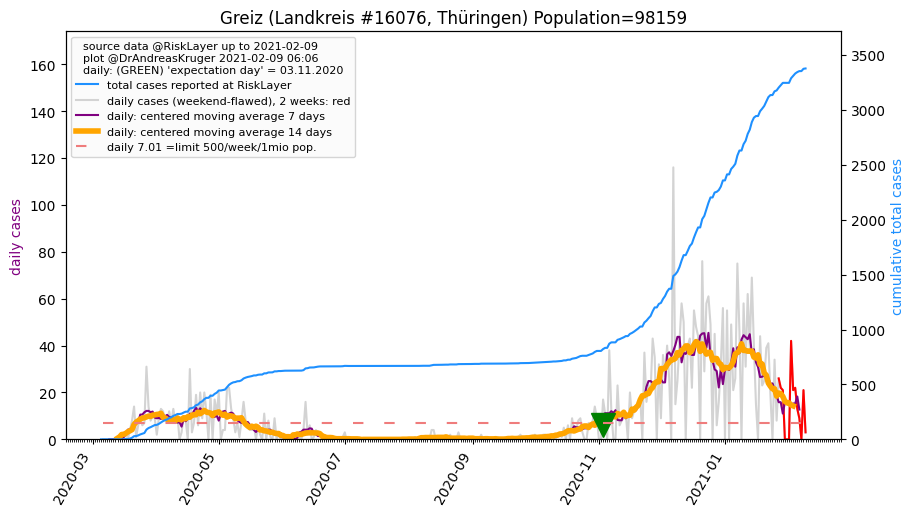 Greiz (Landkreis #16076, Thüringen) Population=98159
source data @RiskLayer up to 2021-02-09
plot @DrAndreasKruger 2021-02-09 06:06
daily: (GREEN) 'expectation day' = 03.11.2020
total cases reported at RiskLayer
daily cases (weekend-flawed), 2 weeks: red
daily: centered moving average 7 days
daily: centered moving average 14 days
daily 7.01 =limit 500/week/1mio pop.
daily cases
160
140
120
100
80
60
40
20
0
cumulative total cases
3500
3000
2500
2000
1500
1000
500
0
2020-03
2020-05
2020-07
2020-09
2020-11
2021-01